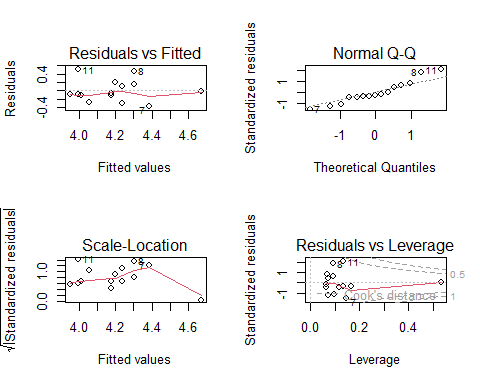 Residuals vs Fitted
Residuals
-0.4
0.4
11
8
7
4.0
4.2
4.4
4.6
Fitted values
Normal Q-Q
Standardized residuals
-1
1
8
11
7
-1
0
1
Theoretical Quantiles
Scale-Location
√|Standardized residuals|
0.0
1.0
11
8
7
4.0
4.2
4.4
4.6
Fitted values
Residuals vs Leverage
Standardized residuals
-1
1
8
11
7
Cook's distance
0.5
1
0.0
0.2
0.4
Leverage